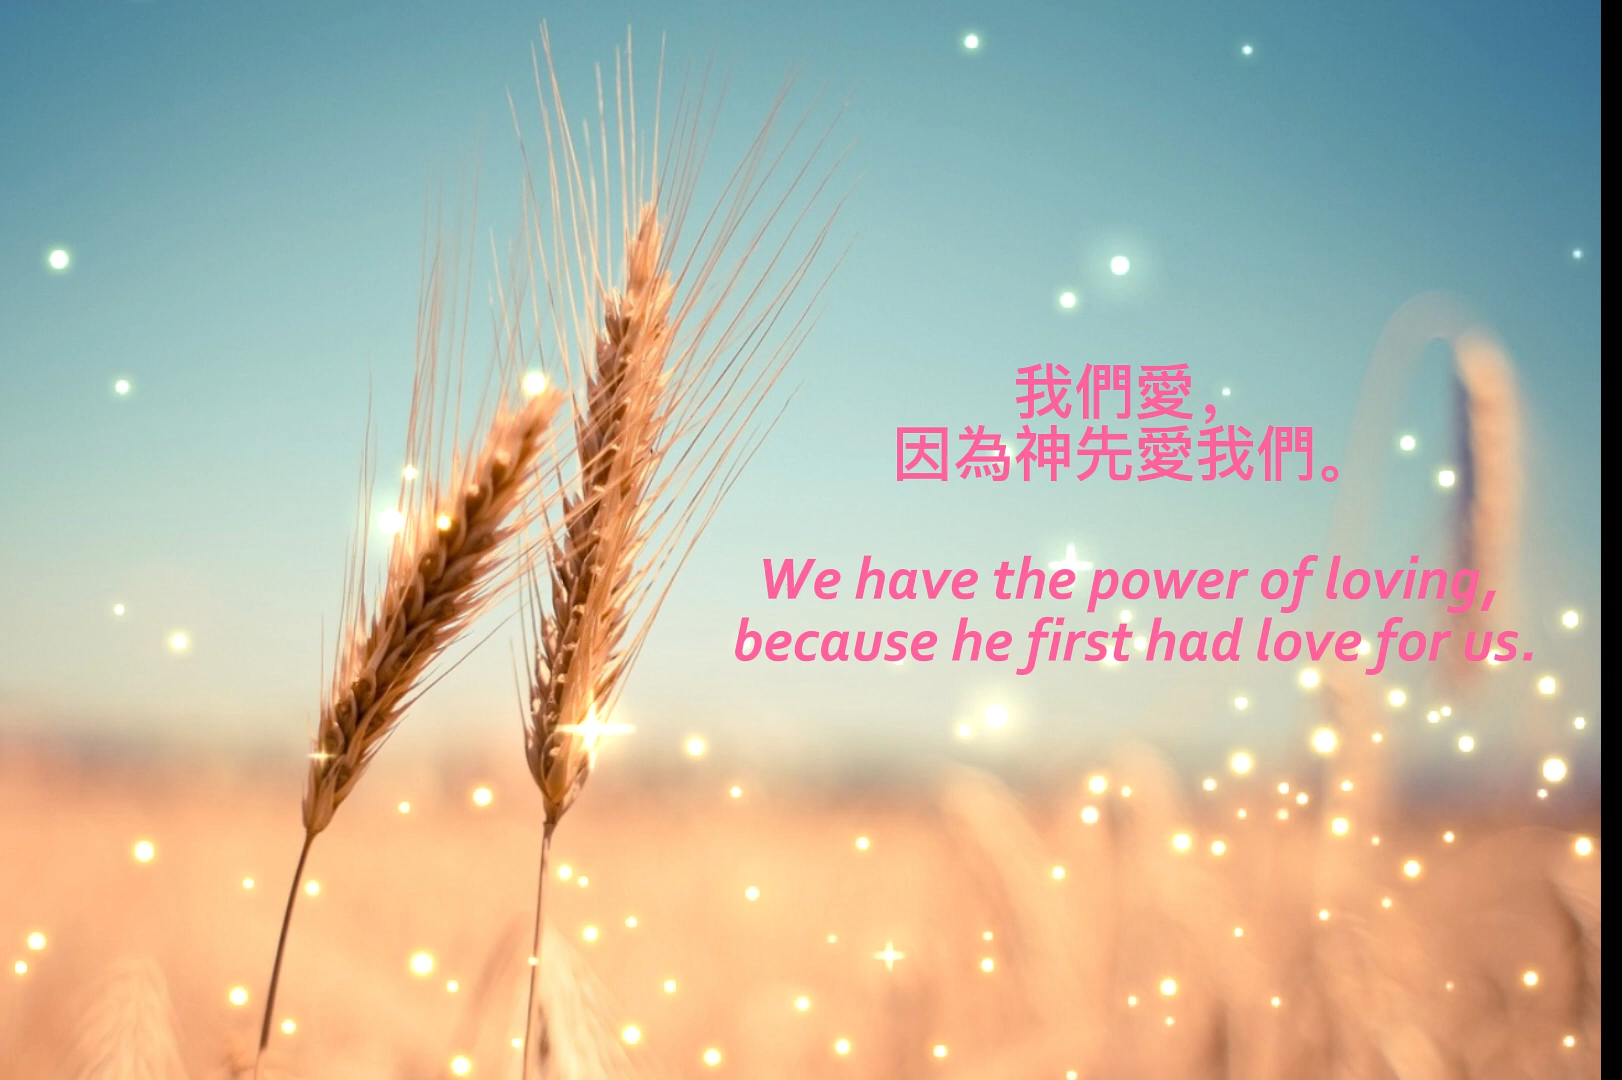 我們愛，
因為神先愛我們。
We have the power of loving,
because he first had love for us.